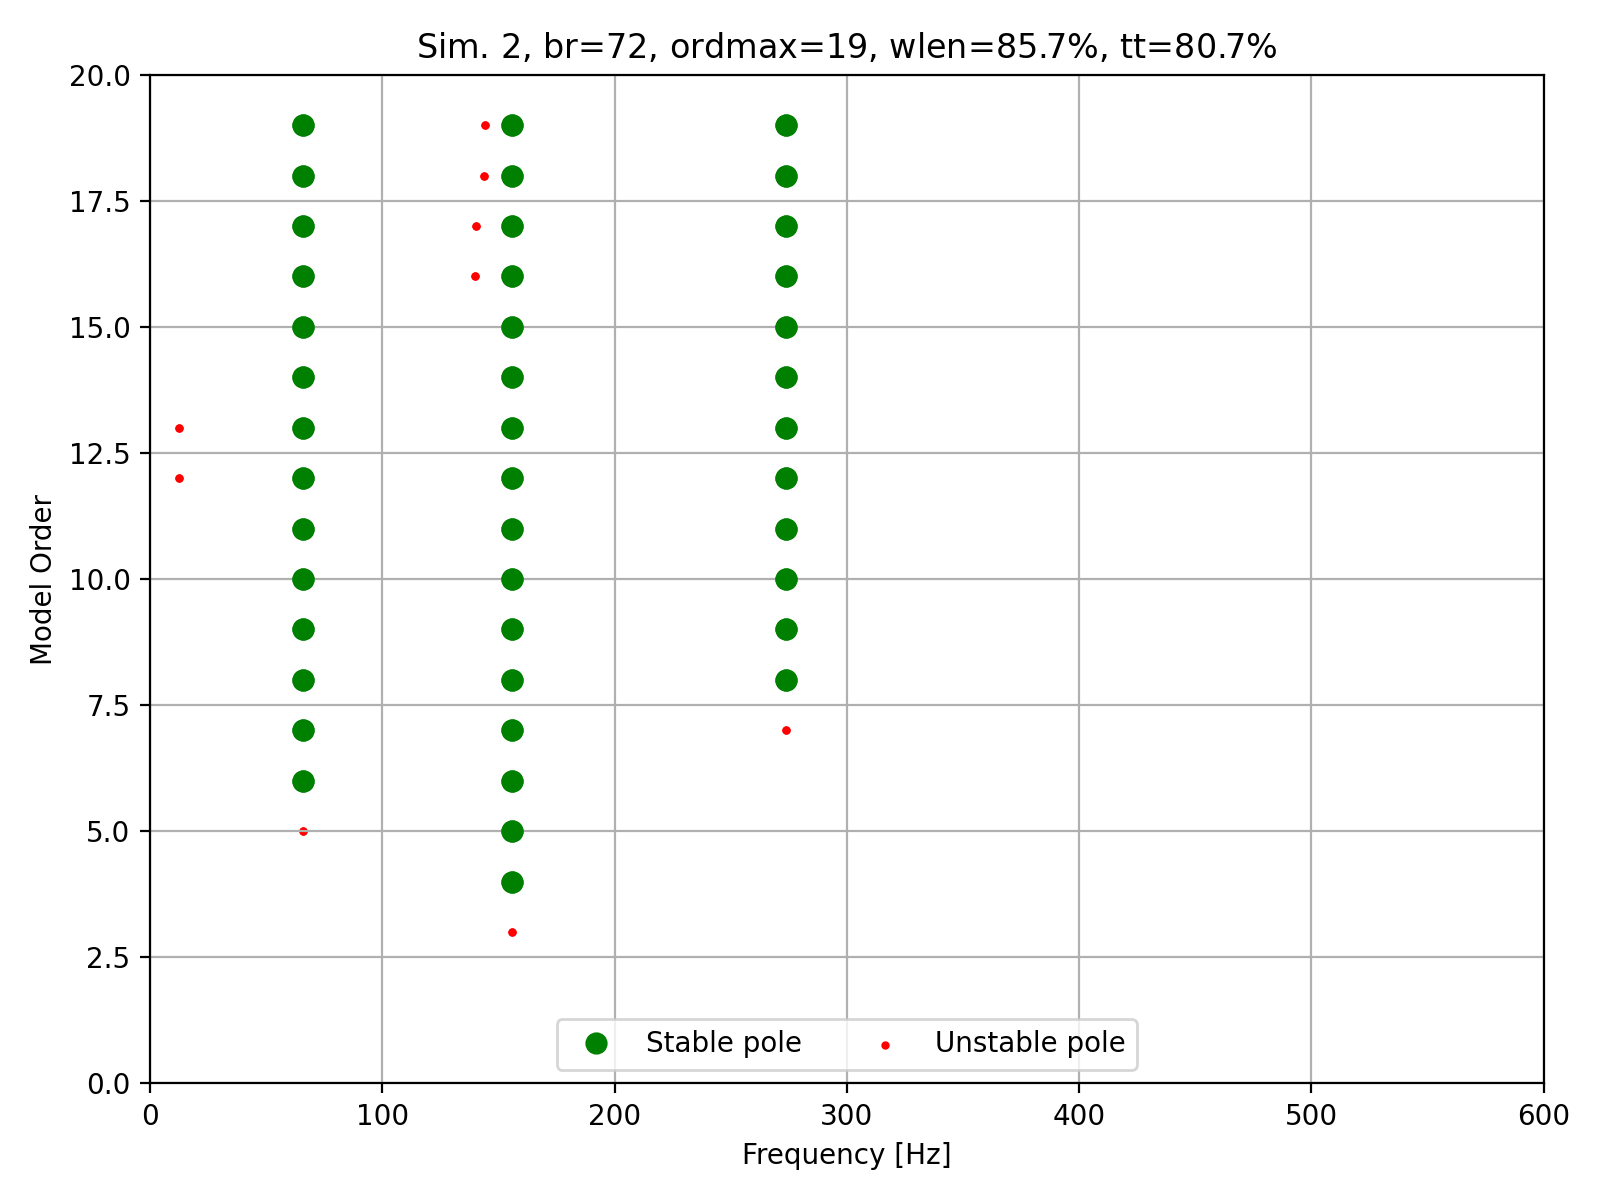 Sim. 2, br=72, ordmax=19, wlen=85.7%, tt=80.7%
20.0
17.5
15.0
12.5
10.0
7.5
5.0
2.5
0.0
Model Order
Stable pole
Unstable pole
0 100 200 300 400 500 600
Frequency [Hz]